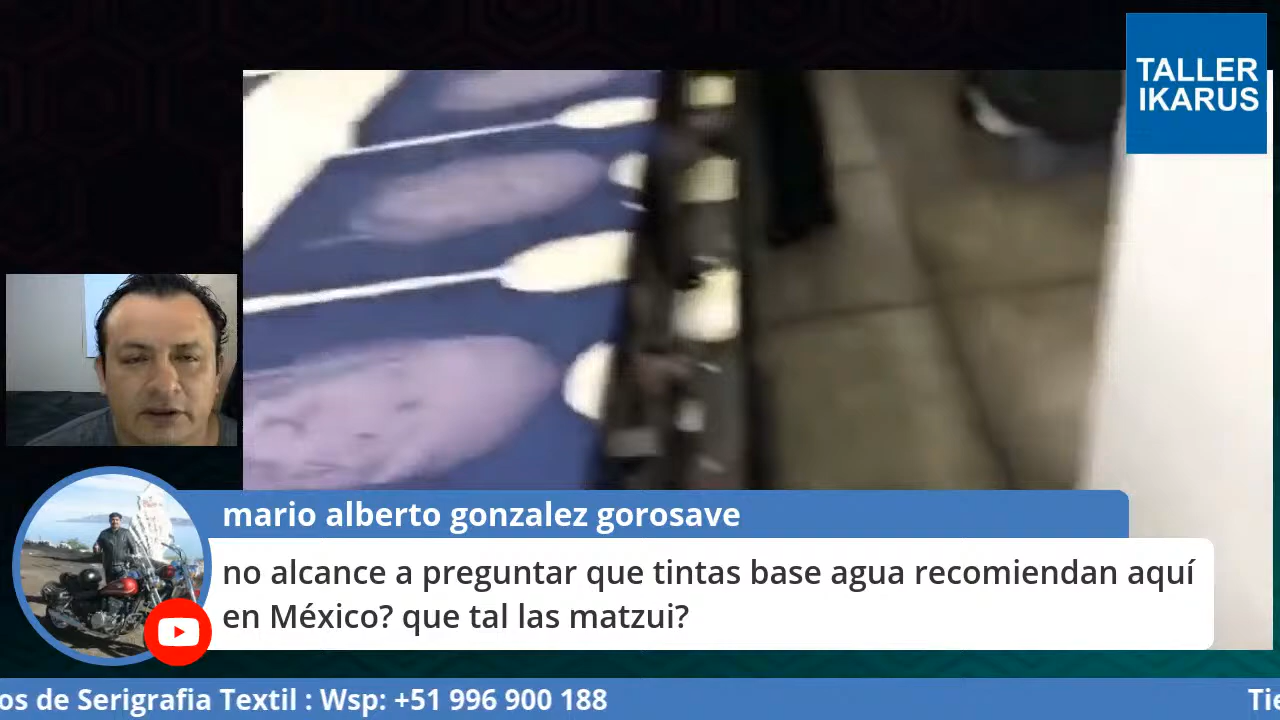 TALLER
IKARUS
mario alberto gonzalez gorosave
no alcance a preguntar que tintas base agua recomiendan aquí
en México? que tal las matzui?
os de Serigrafia Textil : Wsp: +51 996 900 188
Tie